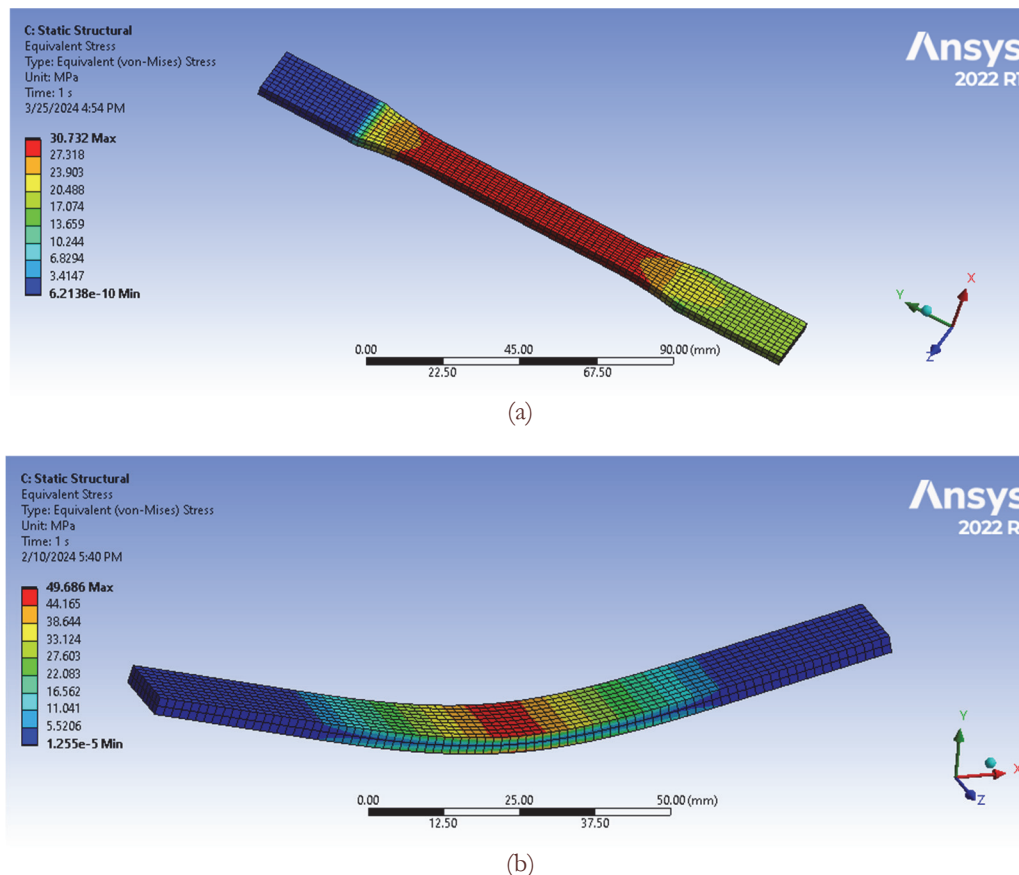 C: Static Structural
Equivalent Stress
Type: Equivalent (von-Mises) Stress
Unit: MPa
Time: 1 s
3/25/2024 4:54 PM
Ansys
2022 R1
30.732 Max
27.318
23.903
20.488
17.074
13.659
10.244
6.8294
3.4147
6.2138e-10 Min
X
Y
Z
0.00 45.00 90.00 (mm)
22.50 67.50
(a)
C: Static Structural
Equivalent Stress
Type: Equivalent (von-Mises) Stress
Unit: MPa
Time: 1 s
2/10/2024 5:40 PM
Ansys
2022 R
49.686 Max
44.165
38.644
33.124
27.603
22.083
16.562
11.041
5.5206
1.255e-5 Min
Y
X
Z
0.00 25.00 50.00 (mm)
12.50 37.50
(b)